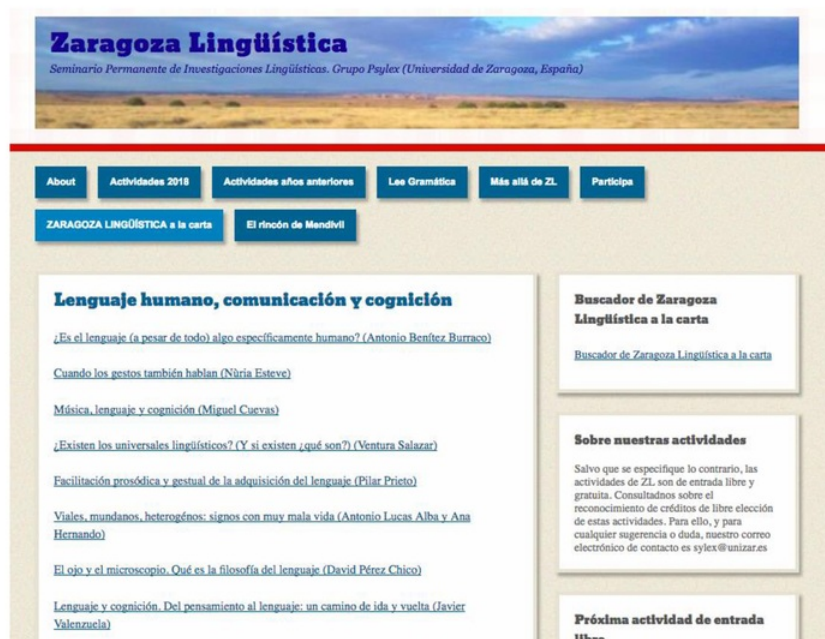 Zaragoza Lingüística
Seminario Permanente de Investigaciones Lingüísticas. Grupo Psylex (Universidad de Zaragoza, España)
About
Actividades 2018
Actividades años anteriores
Lee Gramática
Más allá de ZL
Participa
ZARAGOZA LINGÜÍSTICA a la carta
El rincón de Mendívil
Lenguaje humano, comunicación y cognición
¿Es el lenguaje (a pesar de todo) algo específicamente humano? (Antonio Benítez Burraco)
Cuando los gestos también hablan (Nùria Esteve)
Música, lenguaje y cognición (Miguel Cuevas)
¿Existen los universales lingüísticos? (Y si existen ¿qué son?) (Ventura Salazar)
Facilitación prosódica y gestual de la adquisición del lenguaje (Pilar Prieto)
Viales, mundanos, heterogénos: signos con muy mala vida (Antonio Lucas Alba y Ana
Hernando)
El ojo y el microscopio. Qué es la filosofía del lenguaje (David Pérez Chico)
Lenguaje y cognición. Del pensamiento al lenguaje: un camino de ida y vuelta (Javier
Valenzuela)
Buscador de Zaragoza
Lingüística a la carta
Buscador de Zaragoza Lingüística a la carta
Sobre nuestras actividades
Salvo que se especifique lo contrario, las
actividades de ZL son de entrada libre y
gratuita. Consultadnos sobre el
reconocimiento de créditos de libre elección
de estas actividades. Para ello, y para
cualquier sugerencia o duda, nuestro correo
electrónico de contacto es sylex@unizar.es
Próxima actividad de entrada
libre